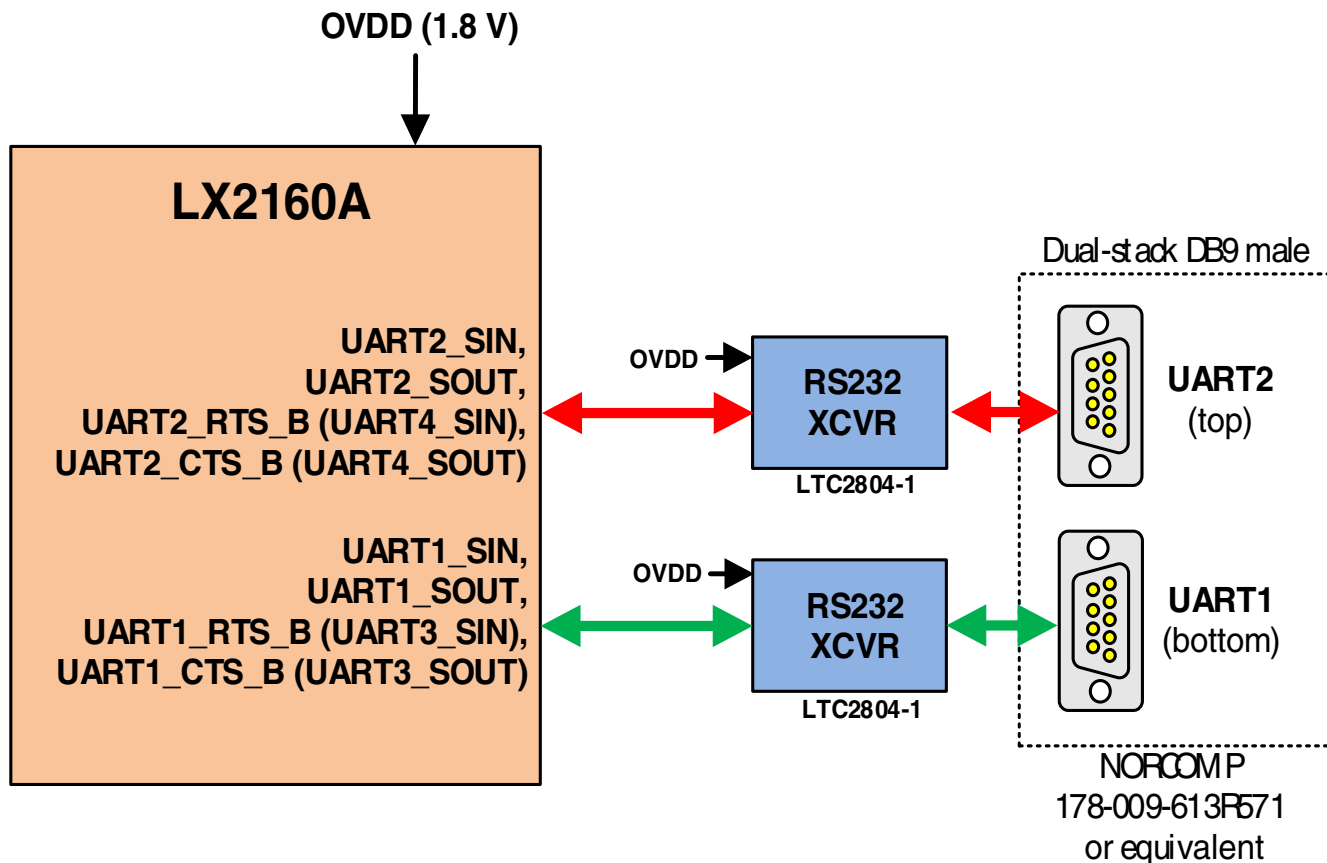 OVDD (1.8 V)
LX2160A
UART2_SIN,
UART2_SOUT,
UART2_RTS_B (UART4_SIN),
UART2_CTS_B (UART4_SOUT)
UART1_SIN,
UART1_SOUT,
UART1_RTS_B (UART3_SIN),
UART1_CTS_B (UART3_SOUT)
OVDD
RS232
XCVR
LTC2804-1
OVDD
RS232
XCVR
LTC2804-1
Dual-stack DB9 male
UART2
(top)
UART1
(bottom)
NORCOMP
178-009-613R571
or equivalent